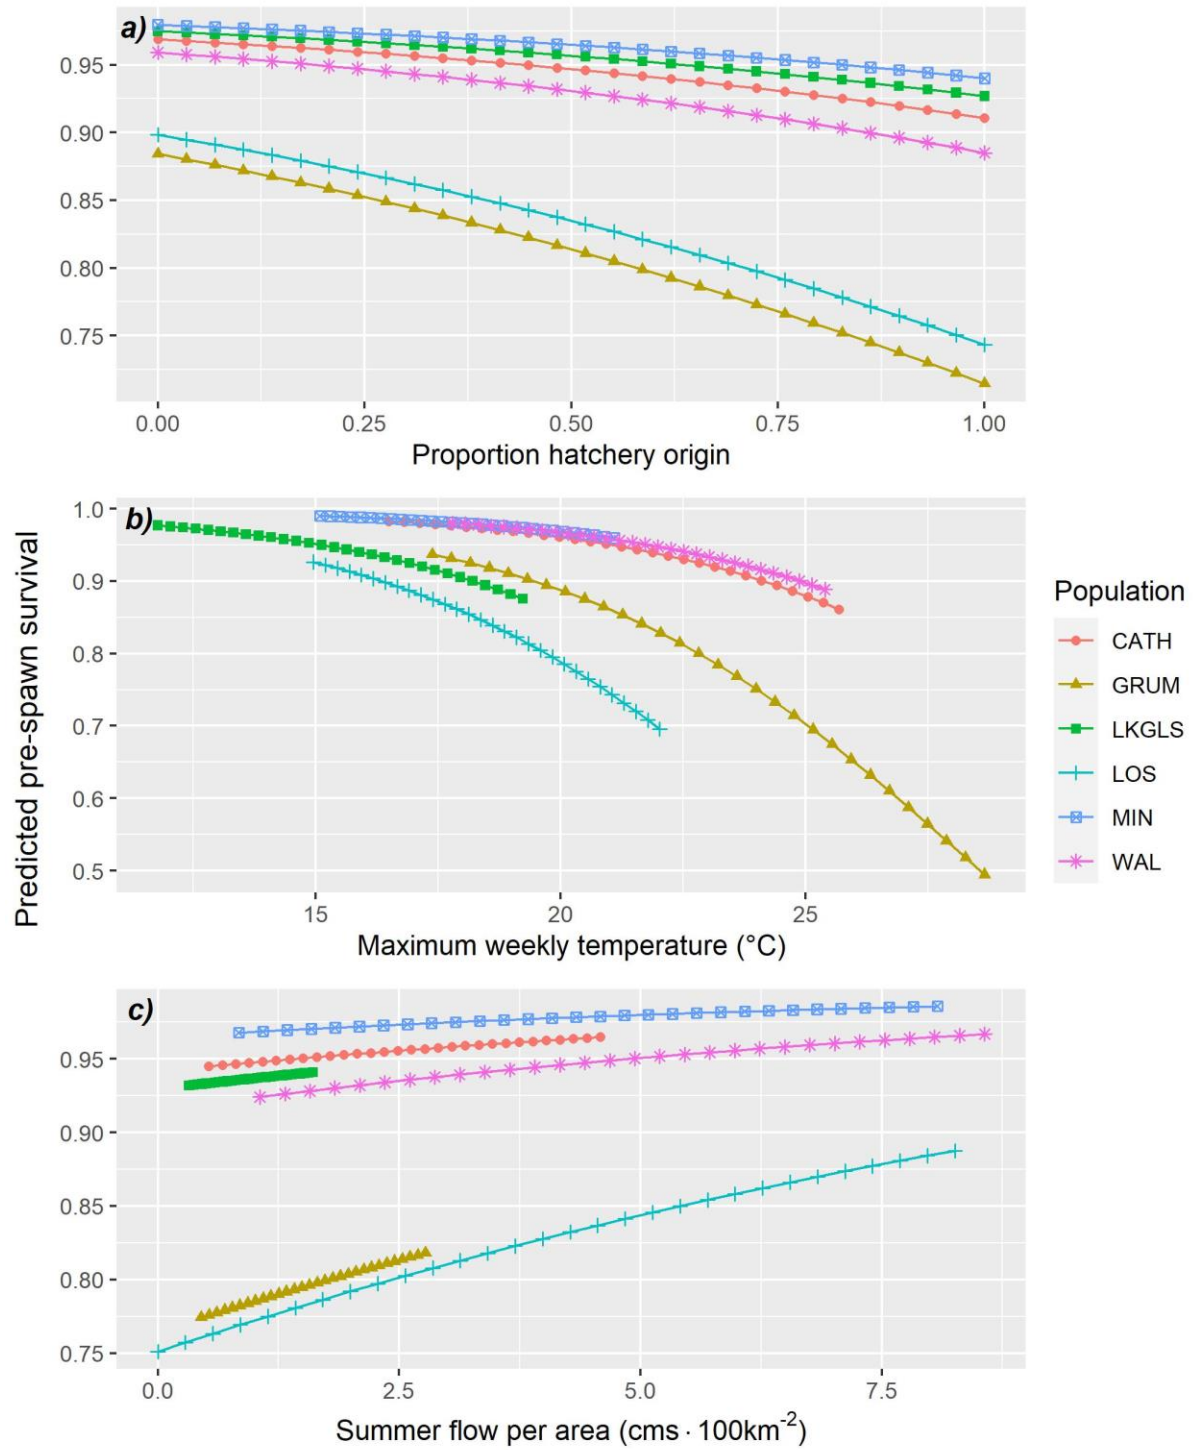 a)
0.95
0.90
0.85
0.80
0.75
0.00 0.25 0.50 0.75 1.00
Proportion hatchery origin
Predicted pre-spawn survival
b)
1.0
0.9
0.8
0.7
0.6
0.5
15 20 25
Maximum weekly temperature (°C)
Population
CATH
GRUM
LKGLS
LOS
MIN
WAL
c)
0.95
0.90
0.85
0.80
0.75
0.0 2.5 5.0 7.5
Summer flow per area (cms · 100km⁻²)